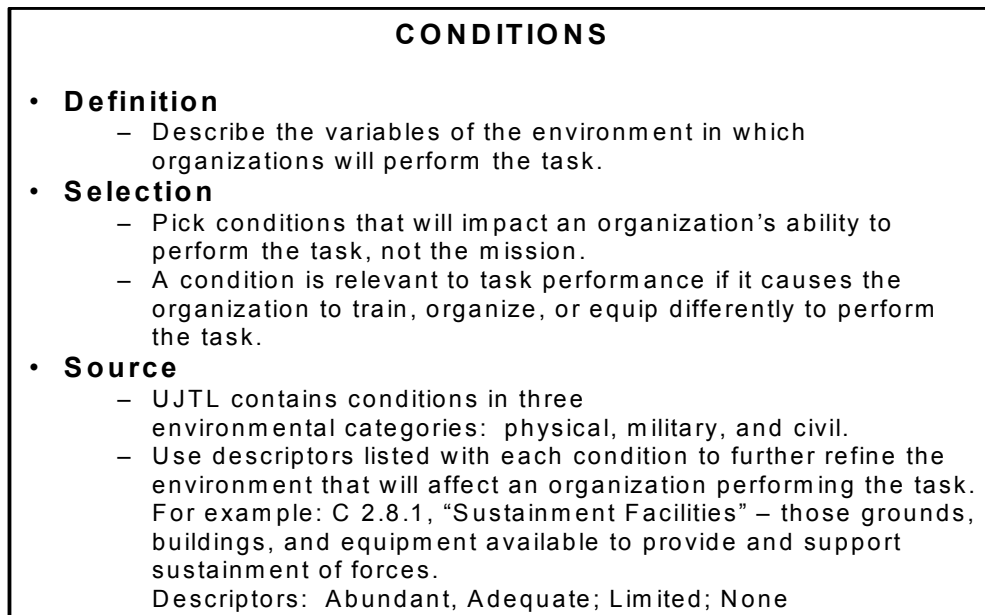 CONDITIONS
• Definition
– Describe the variables of the environment in which
organizations will perform the task.
• Selection
– Pick conditions that will impact an organization’s ability to
perform the task, not the mission.
– A condition is relevant to task performance if it causes the
organization to train, organize, or equip differently to perform
the task.
• Source
– UJTL contains conditions in three
environmental categories: physical, military, and civil.
– Use descriptors listed with each condition to further refine the
environment that will affect an organization performing the task.
For example: C 2.8.1, “Sustainment Facilities” – those grounds,
buildings, and equipment available to provide and support
sustainment of forces.
Descriptors: Abundant, Adequate; Limited; None